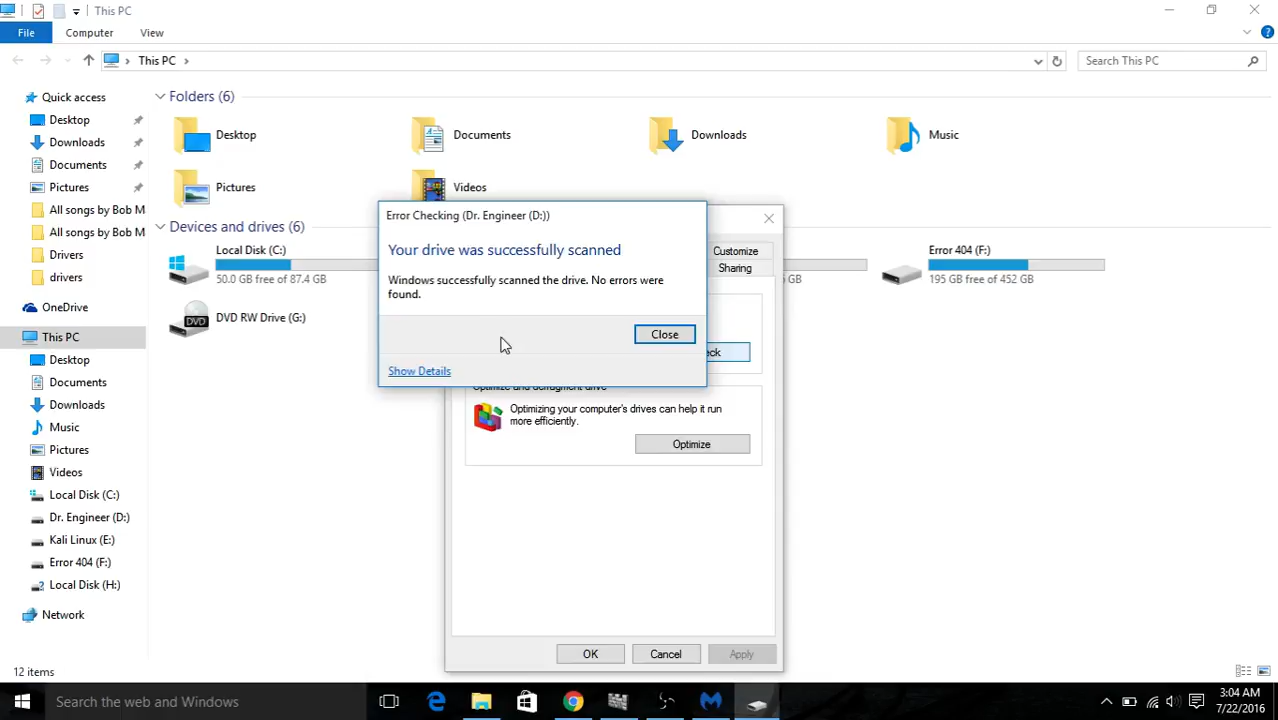 This PC
File
Computer
View
This PC
Search This PC
Quick access
Desktop
Downloads
Documents
Pictures
All songs by Bob M
All songs by Bob M
Drivers
drivers
OneDrive
This PC
Desktop
Documents
Downloads
Music
Pictures
Videos
Local Disk (C:)
Dr. Engineer (D:)
Kali Linux (E:)
Error 404 (F:)
Local Disk (H:)
Network
Folders (6)
Desktop
Documents
Downloads
Music
Pictures
Videos
Devices and drives (6)
Local Disk (C:)
50.0 GB free of 87.4 GB
Error 404 (F:)
195 GB free of 452 GB
DVD
DVD RW Drive (G:)
Error Checking (Dr. Engineer (D:))
Your drive was successfully scanned
Windows successfully scanned the drive. No errors were
found.
Close
Show Details
Customize
Sharing
Optimize and defragment drive
Optimizing your computer's drives can help it run
more efficiently.
Optimize
OK
Cancel
Apply
12 items
Search the web and Windows
3:04 AM
7/22/2016